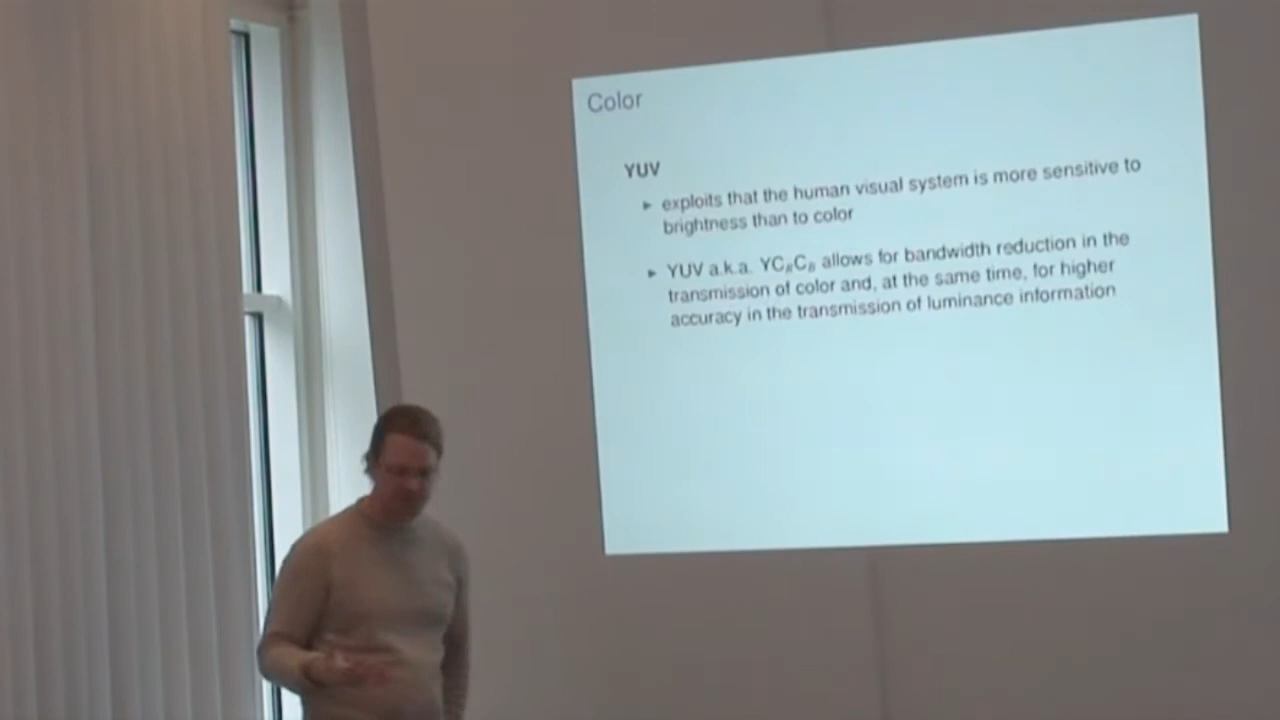 Color
YUV
► exploits that the human visual system is more sensitive to
brightness than to color
► YUV a.k.a. YCRCB allows for bandwidth reduction in the
transmission of color and, at the same time, for higher
accuracy in the transmission of luminance information